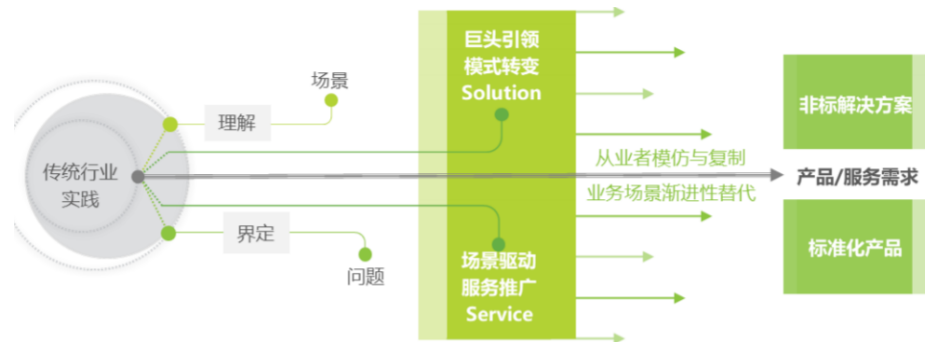 传统行业
实践
理解
场景
界定
问题
巨头引领
模式转变
Solution
场景驱动
服务推广
Service
从业者模仿与复制
业务场景渐进性替代
非标解决方案
产品/服务需求
标准化产品